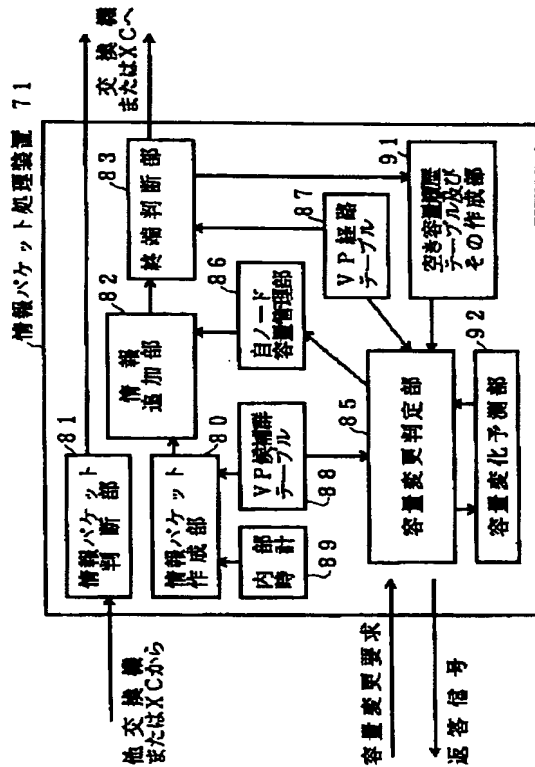 情報パケット処理装置 71
他交換機
またはXCから
情報パケット
判断部
81
交換機
またはXCへ
情報パケット
作成部
80
情報
追加部
82
終端判断部
83
内部
時計
89
VP候補群
テーブル
88
自ノード
容量管理部
86
VP経路
テーブル
87
容量変更要求
返答信号
容量変更判定部
85
容量変化予測部
92
空き容量履歴
テーブル及び
その作成部
91